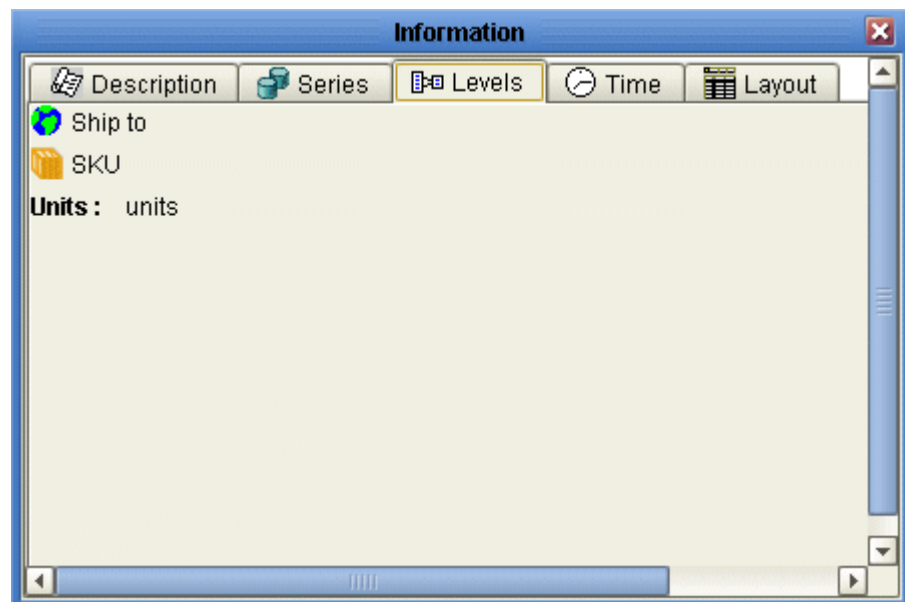 Information
Description Series Levels Time Layout
Ship to
SKU
Units : units